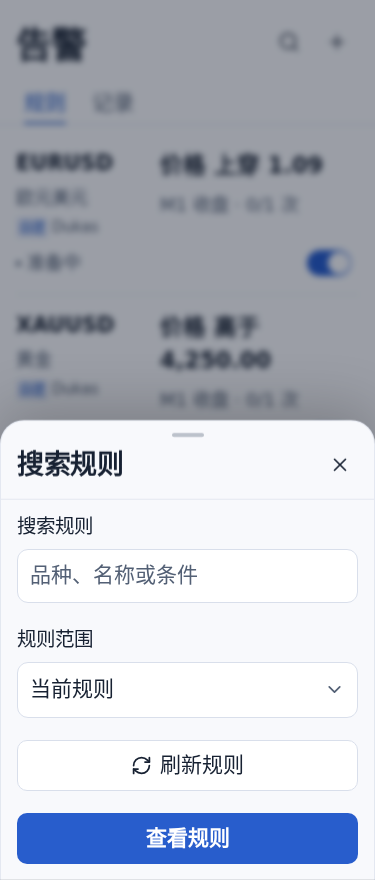 告警
规则 记录
EURUSD 价格 上穿 1.09
欧元美元 M1 收盘 · 0/1 次
Dukas
• 准备中
XAUUSD 价格 高于
4,250.00
黄金
Dukas M1 收盘 · 0/1 次
搜索规则
搜索规则
品种、名称或条件
规则范围
当前规则
刷新规则
查看规则